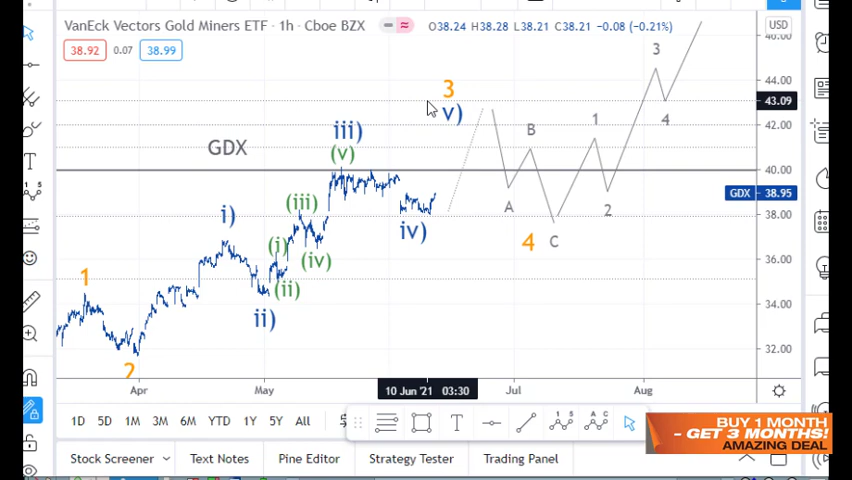 VanEck Vectors Gold Miners ETF · 1h · Cboe BZX
O38.24 H38.28 L38.21 C38.21 -0.08 (-0.21%)
USD
38.92 0.07 38.99
44.00
43.09
42.00
40.00
GDX 38.95
38.00
36.00
34.00
32.00
GDX
1
2
i)
ii)
(i)
(ii)
(iii)
(iv)
(v)
iii)
iv)
3
v)
A
B
4
C
1
2
3
4
Apr
May
10 Jun '21 03:30
Jul
Aug
1D 5D 1M 3M 6M YTD 1Y 5Y All
BUY 1 MONTH
- GET 3 MONTHS!
AMAZING DEAL
Stock Screener
Text Notes
Pine Editor
Strategy Tester
Trading Panel